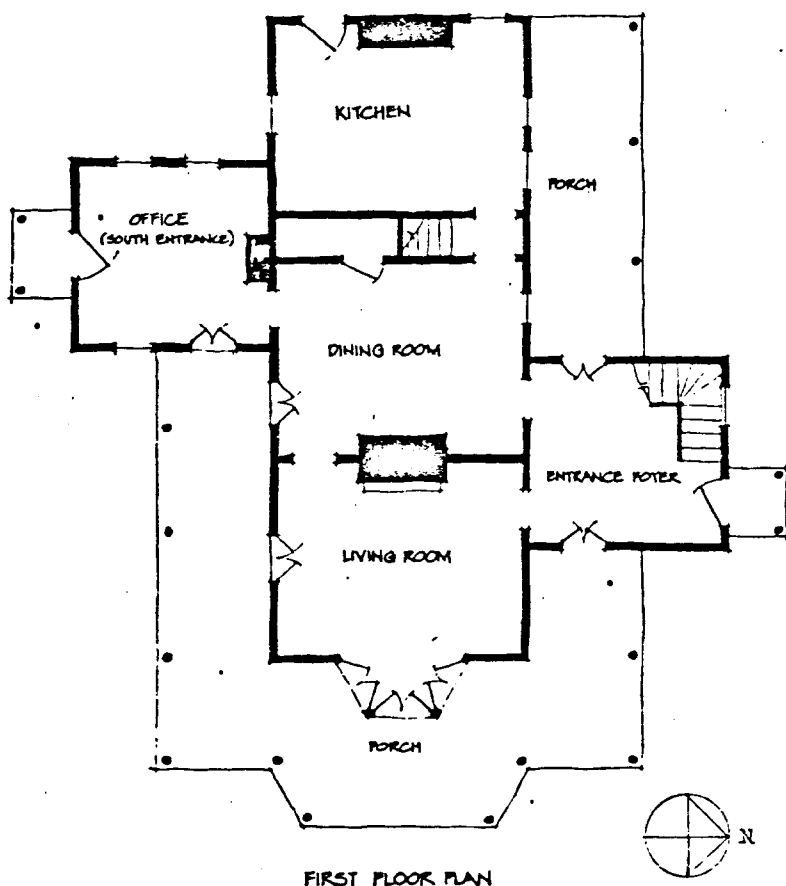 KITCHEN
PORCH
OFFICE
(SOUTH ENTRANCE)
DINING ROOM
ENTRANCE FOYER
LIVING ROOM
PORCH
N
FIRST FLOOR PLAN